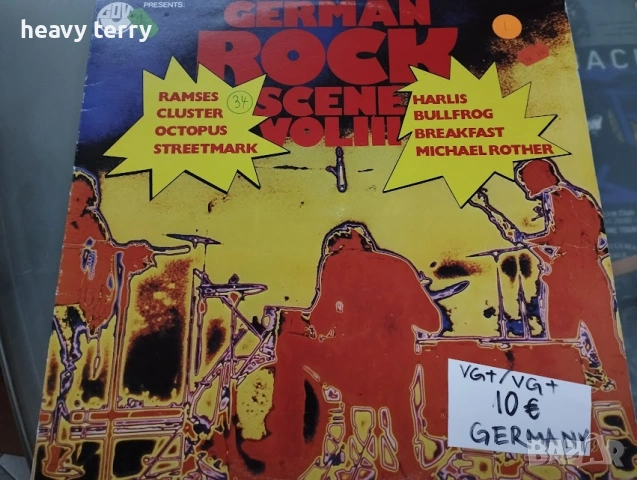 heavy terry
PRESENTS:
GERMAN
ROCK
SCENE
VOL III
RAMSES
CLUSTER
OCTOPUS
STREETMARK
34
HARLIS
BULLFROG
BREAKFAST
MICHAEL ROTHER
VG+/VG+
10 €
GERMANY
BAZAR